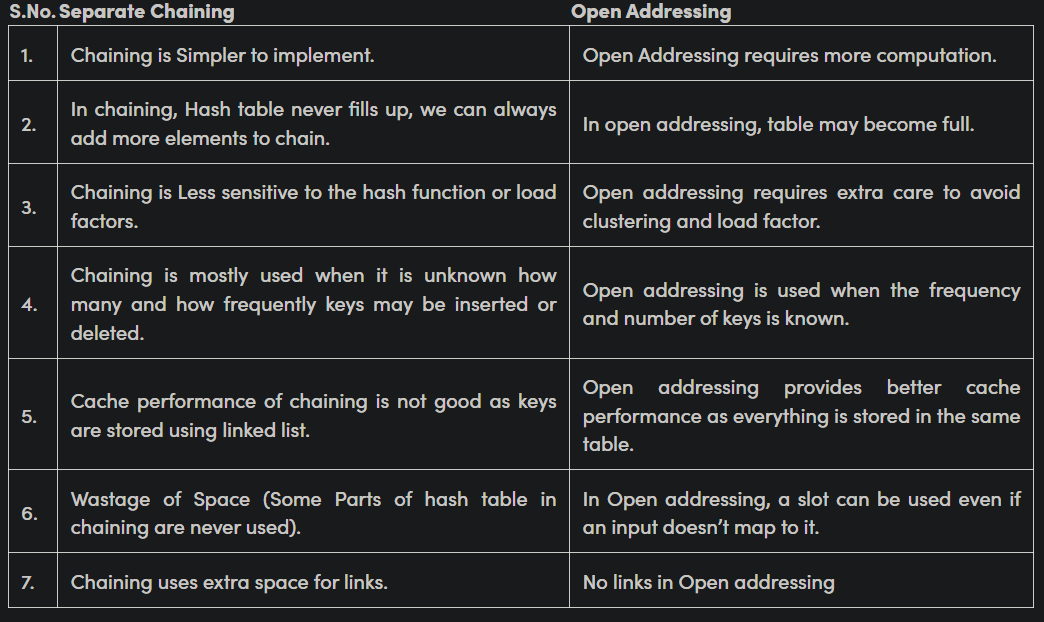 S.No. Separate Chaining Open Addressing
1. Chaining is Simpler to implement. Open Addressing requires more computation.
2. In chaining, Hash table never fills up, we can always
add more elements to chain.
In open addressing, table may become full.
3. Chaining is Less sensitive to the hash function or load
factors.
Open addressing requires extra care to avoid
clustering and load factor.
4. Chaining is mostly used when it is unknown how
many and how frequently keys may be inserted or
deleted.
Open addressing is used when the frequency
and number of keys is known.
5. Cache performance of chaining is not good as keys
are stored using linked list.
Open addressing provides better cache
performance as everything is stored in the same
table.
6. Wastage of Space (Some Parts of hash table in
chaining are never used).
In Open addressing, a slot can be used even if
an input doesn’t map to it.
7. Chaining uses extra space for links. No links in Open addressing